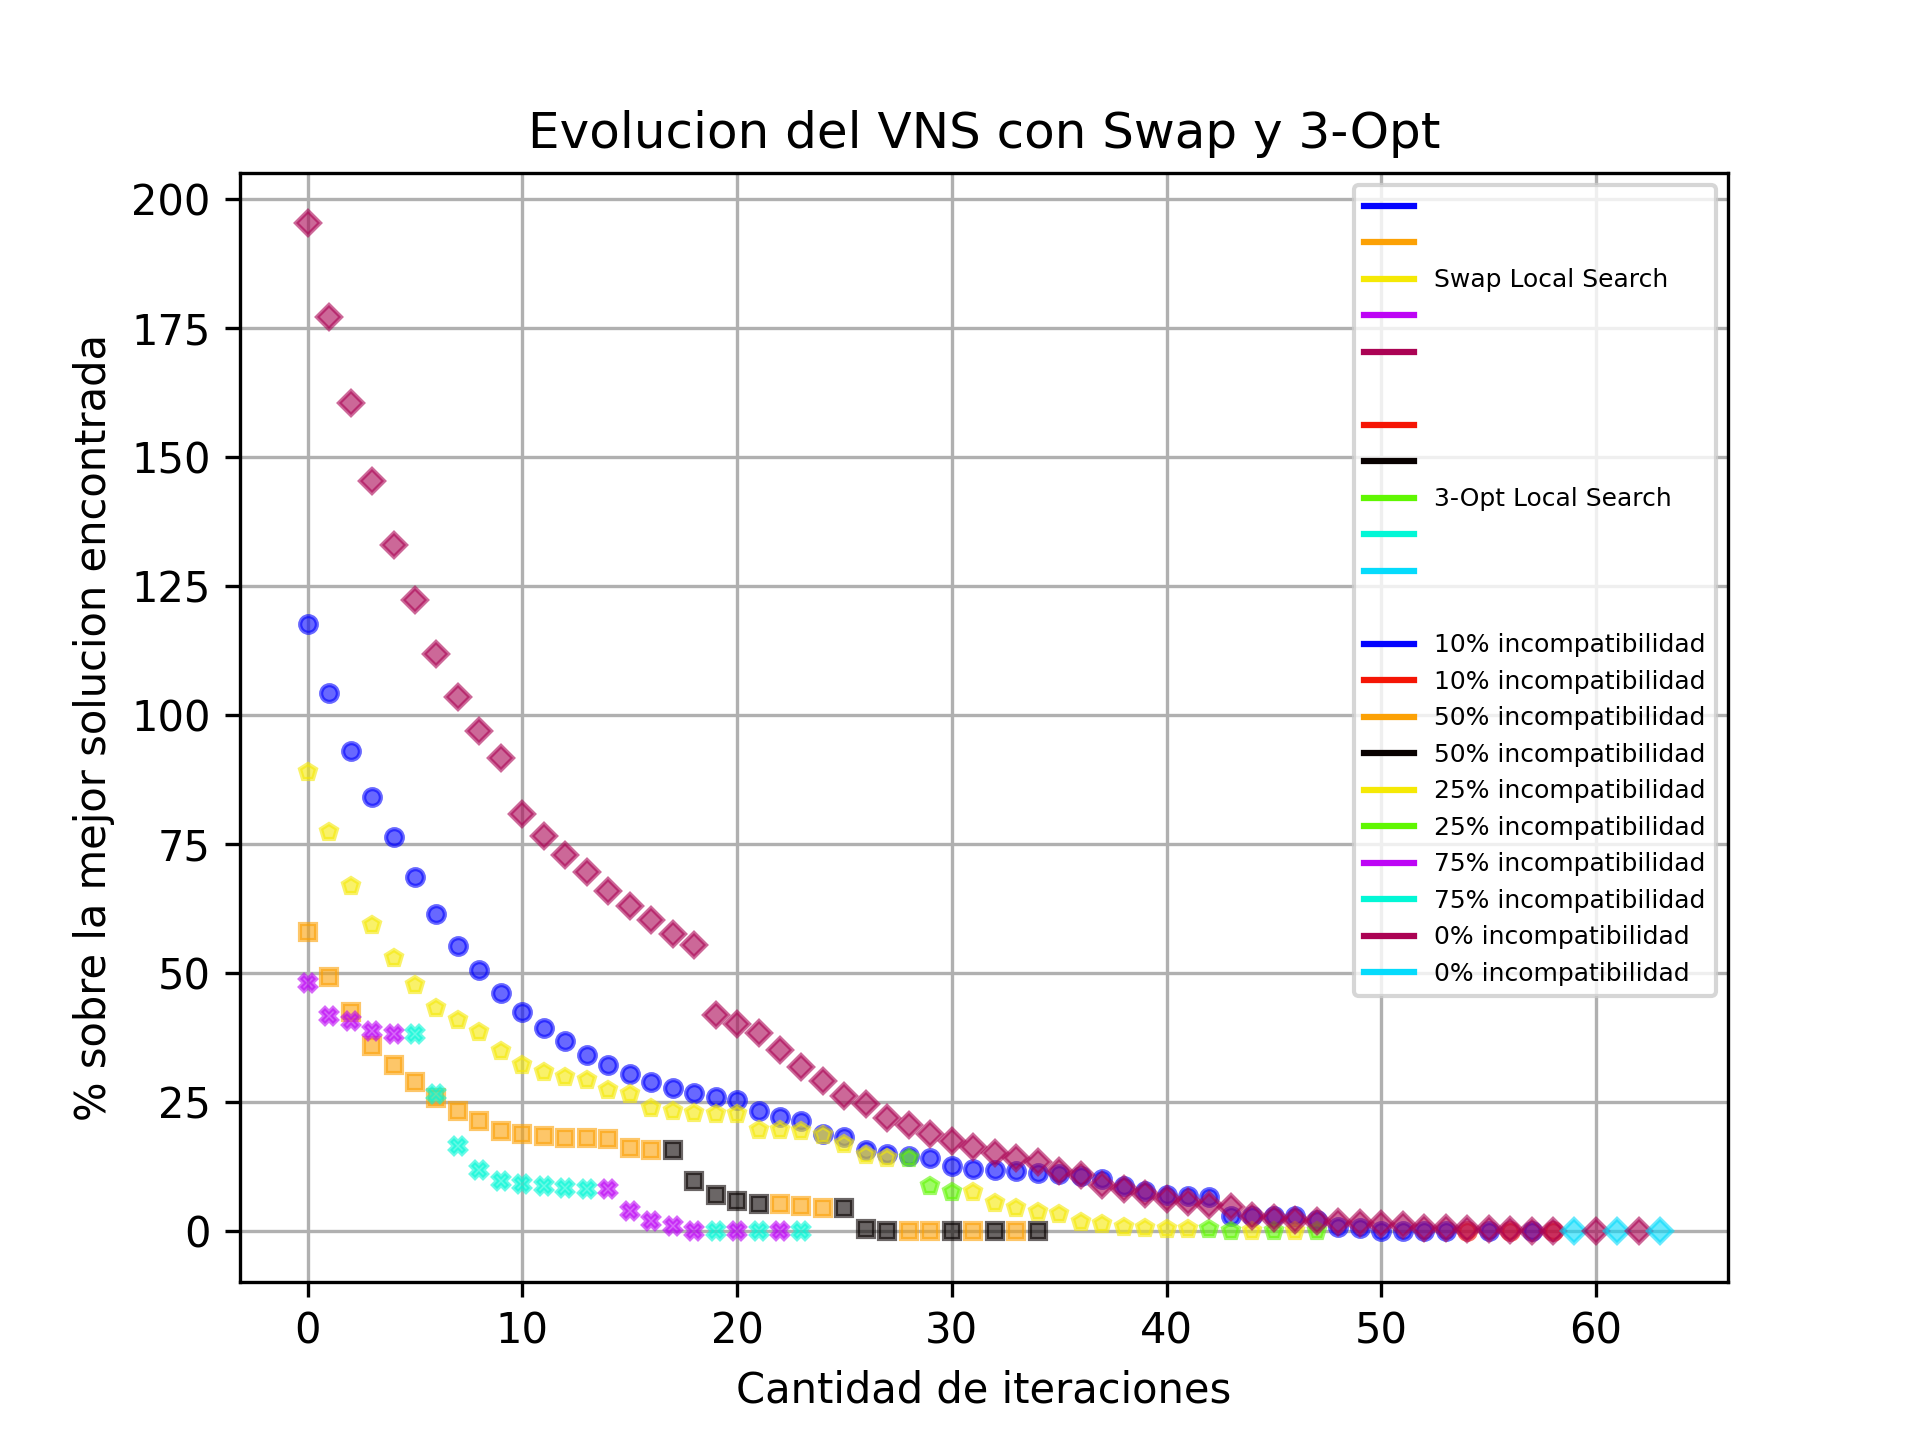 Evolucion del VNS con Swap y 3-Opt
% sobre la mejor solucion encontrada
200
175
150
125
100
75
50
25
0
0 10 20 30 40 50 60
Cantidad de iteraciones
Swap Local Search
3-Opt Local Search
10% incompatibilidad
10% incompatibilidad
50% incompatibilidad
50% incompatibilidad
25% incompatibilidad
25% incompatibilidad
75% incompatibilidad
75% incompatibilidad
0% incompatibilidad
0% incompatibilidad